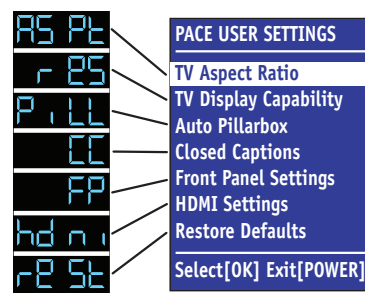 AS Pt
r ES
PiLL
CC
FP
hd n i
rE St
PACE USER SETTINGS
TV Aspect Ratio
TV Display Capability
Auto Pillarbox
Closed Captions
Front Panel Settings
HDMI Settings
Restore Defaults
Select[OK] Exit[POWER]